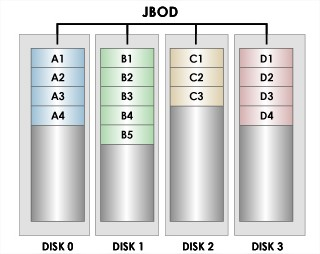 JBOD
A1 B1 C1 D1
A2 B2 C2 D2
A3 B3 C3 D3
A4 B4 D4
B5
DISK 0 DISK 1 DISK 2 DISK 3